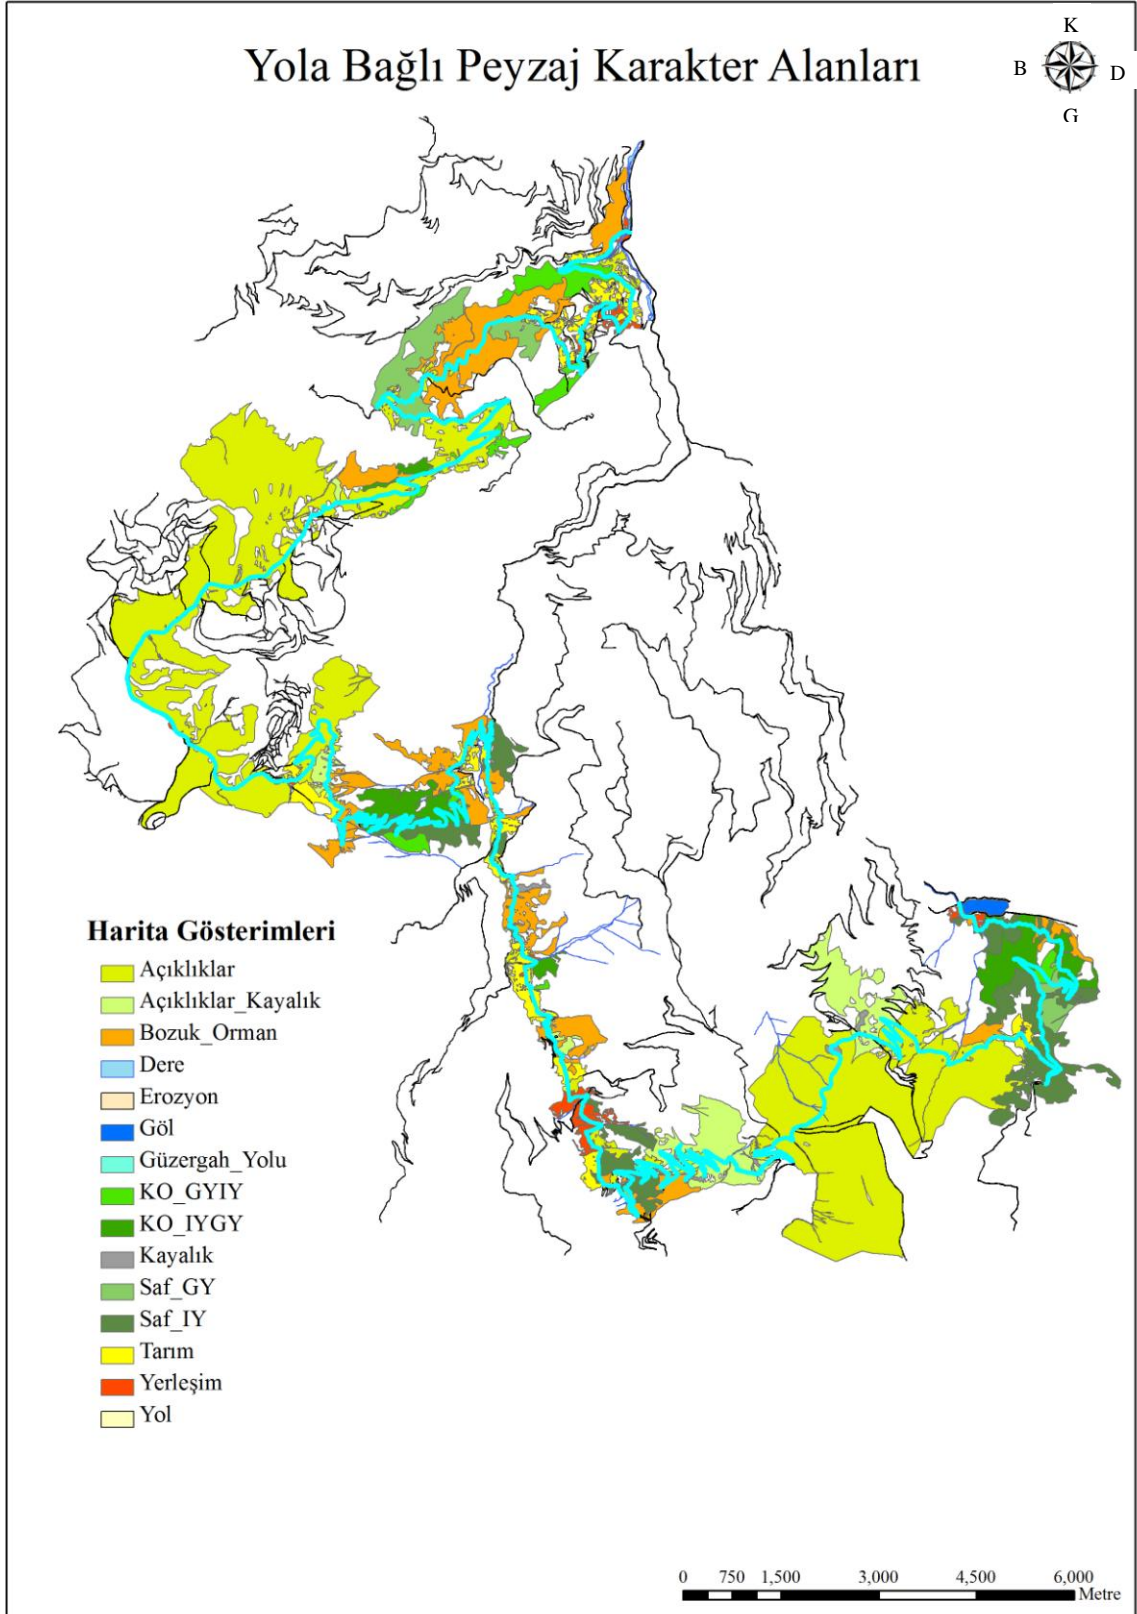 K
Yola Bağlı Peyzaj Karakter Alanları
B D
G
Harita Gösterimleri
Açıklıklar
Açıklıklar_Kayalık
Bozuk_Orman
Dere
Erozyon
Göl
Güzergah_Yolu
KO_GYIY
KO_IYGY
Kayalık
Saf_GY
Saf_IY
Tarım
Yerleşim
Yol
0 750 1,500 3,000 4,500 6,000
Metre